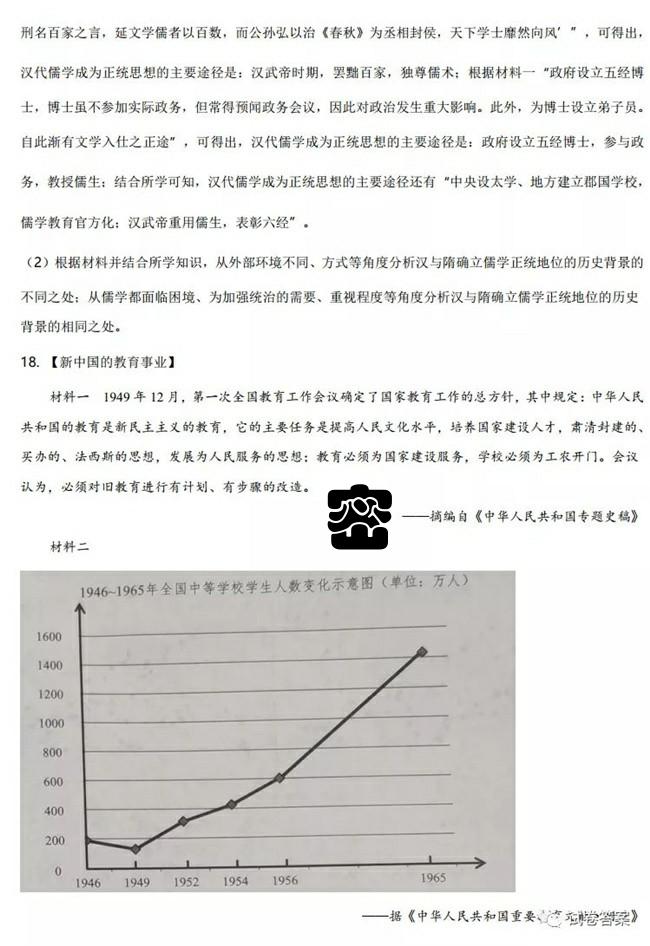 刑名百家之言，延文学儒者以百数，而公孙弘以治《春秋》为丞相封侯，天下学士靡然向风’”，可得出，
汉代儒学成为正统思想的主要途径是：汉武帝时期，罢黜百家，独尊儒术；根据材料一“政府设立五经博
士，博士虽不参加实际政务，但常得预闻政务会议，因此对政治发生重大影响。此外，为博士设立弟子员。
自此渐有文学入仕之正途”，可得出，汉代儒学成为正统思想的主要途径是：政府设立五经博士，参与政
务，教授儒生；结合所学可知，汉代儒学成为正统思想的主要途径还有“中央设太学、地方建立郡国学校，
儒学教育官方化；汉武帝重用儒生，表彰六经”。
（2）根据材料并结合所学知识，从外部环境不同、方式等角度分析汉与隋确立儒学正统地位的历史背景的
不同之处；从儒学都面临困境、为加强统治的需要、重视程度等角度分析汉与隋确立儒学正统地位的历史
背景的相同之处。
18. 【新中国的教育事业】
材料一 1949年12月，第一次全国教育工作会议确定了国家教育工作的总方针，其中规定：中华人民
共和国的教育是新民主主义的教育，它的主要任务是提高人民文化水平，培养国家建设人才，肃清封建的、
买办的、法西斯的思想，发展为人民服务的思想；教育必须为国家建设服务，学校必须为工农开门。会议
认为，必须对旧教育进行有计划、有步骤的改造。
——摘编自《中华人民共和国专题史稿》
材料二
1946~1965年全国中等学校学生人数变化示意图（单位：万人）
1600
1400
1200
1000
800
600
400
200
0
1946 1949 1952 1954 1956 1965
——据《中华人民共和国重要 育文献 》
试卷答案